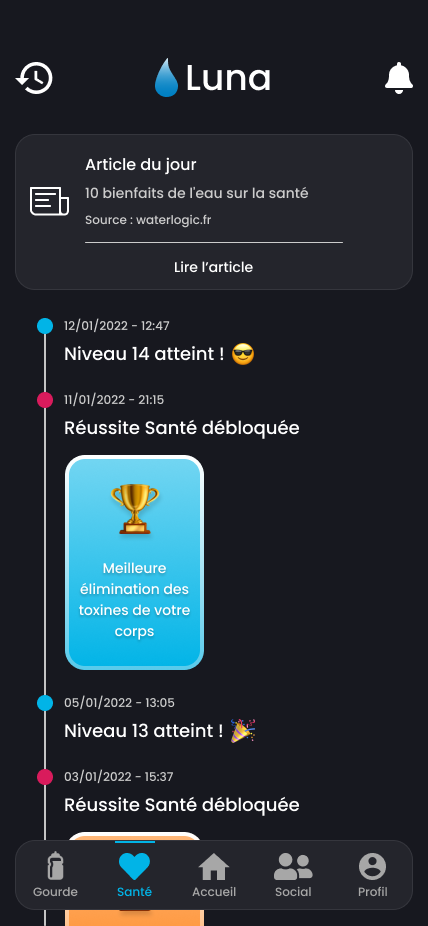 Luna
Article du jour
10 bienfaits de l'eau sur la santé
Source : waterlogic.fr
Lire l’article
12/01/2022 - 12:47
Niveau 14 atteint ! 😎
11/01/2022 - 21:15
Réussite Santé débloquée
Meilleure
élimination des
toxines de votre
corps
05/01/2022 - 13:05
Niveau 13 atteint ! 🎉
03/01/2022 - 15:37
Réussite Santé débloquée
Gourde
Santé
Accueil
Social
Profil